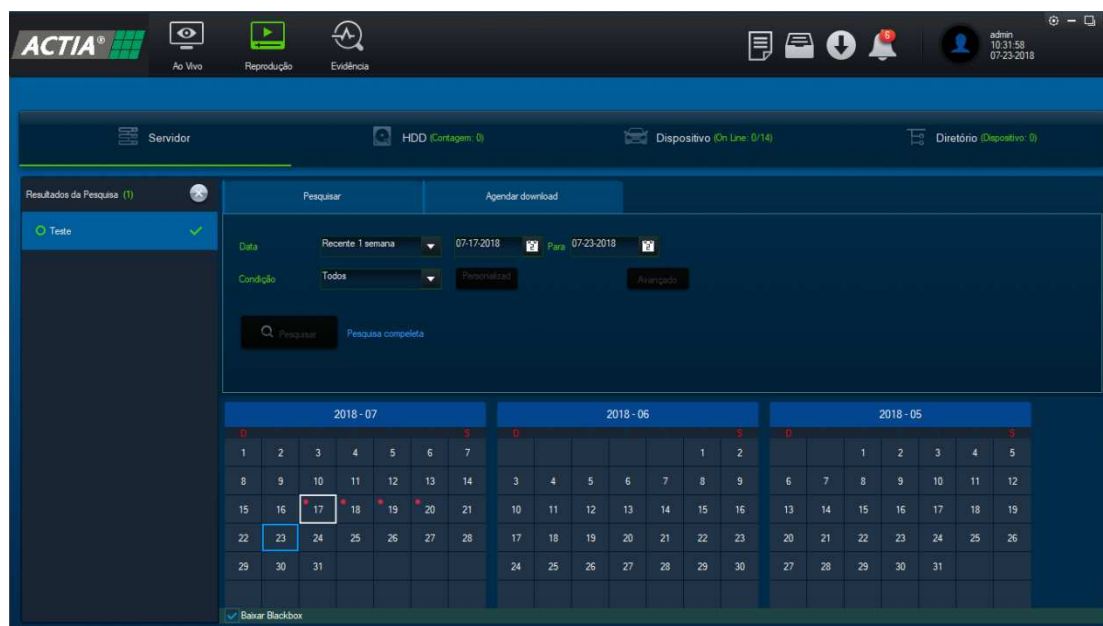 ACTIA®
Ao Vivo
Reprodução
Evidência
6
admin
10:31:58
07-23-2018
Servidor
HDD (Contagem: 0)
Dispositivo (On Line: 0/14)
Diretório (Dispositivo: 0)
Resultados da Pesquisa (1)
Teste
Pesquisar
Agendar download
Data
Recente 1 semana
07-17-2018
Para
07-23-2018
Condição
Todos
Personalizad
Avançado
Pesquisar
Pesquisa compeleta
2018 - 07
D S
1 2 3 4 5 6 7
8 9 10 11 12 13 14
15 16 17 18 19 20 21
22 23 24 25 26 27 28
29 30 31
2018 - 06
D S
1 2
3 4 5 6 7 8 9
10 11 12 13 14 15 16
17 18 19 20 21 22 23
24 25 26 27 28 29 30
2018 - 05
D S
1 2 3 4 5
6 7 8 9 10 11 12
13 14 15 16 17 18 19
20 21 22 23 24 25 26
27 28 29 30 31
Baixar Blackbox